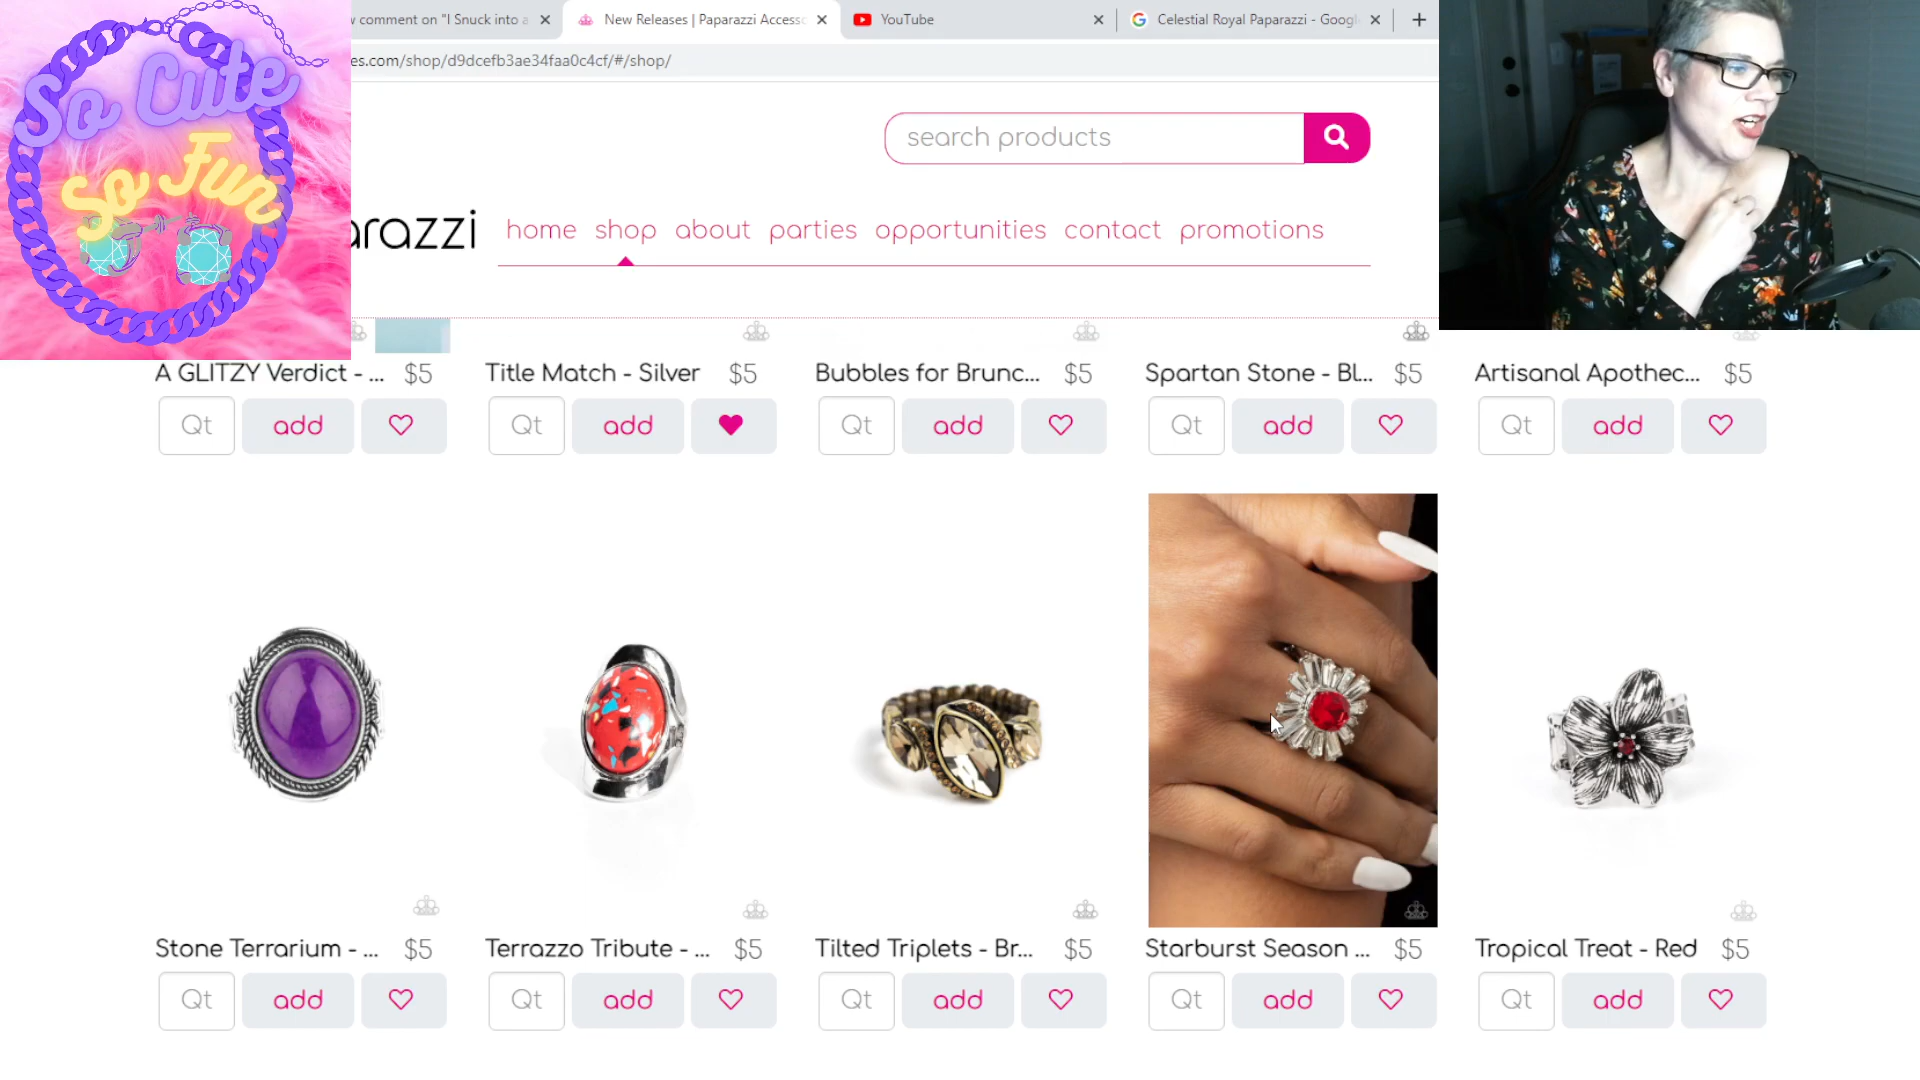 w comment on "I Snuck into a
New Releases | Paparazzi Accesso
YouTube
Celestial Royal Paparazzi - Googl
es.com/shop/d9dcefb3ae34faa0c4cf/#/shop/
So Cute
So Fun
search products
arazzi
home shop about parties opportunities contact promotions
A GLITZY Verdict - ... $5
Title Match - Silver $5
Bubbles for Brunc... $5
Spartan Stone - Bl... $5
Artisanal Apothec... $5
Qt add
Qt add
Qt add
Qt add
Qt add
Stone Terrarium - ... $5
Terrazzo Tribute - ... $5
Tilted Triplets - Br... $5
Starburst Season ... $5
Tropical Treat - Red $5
Qt add
Qt add
Qt add
Qt add
Qt add